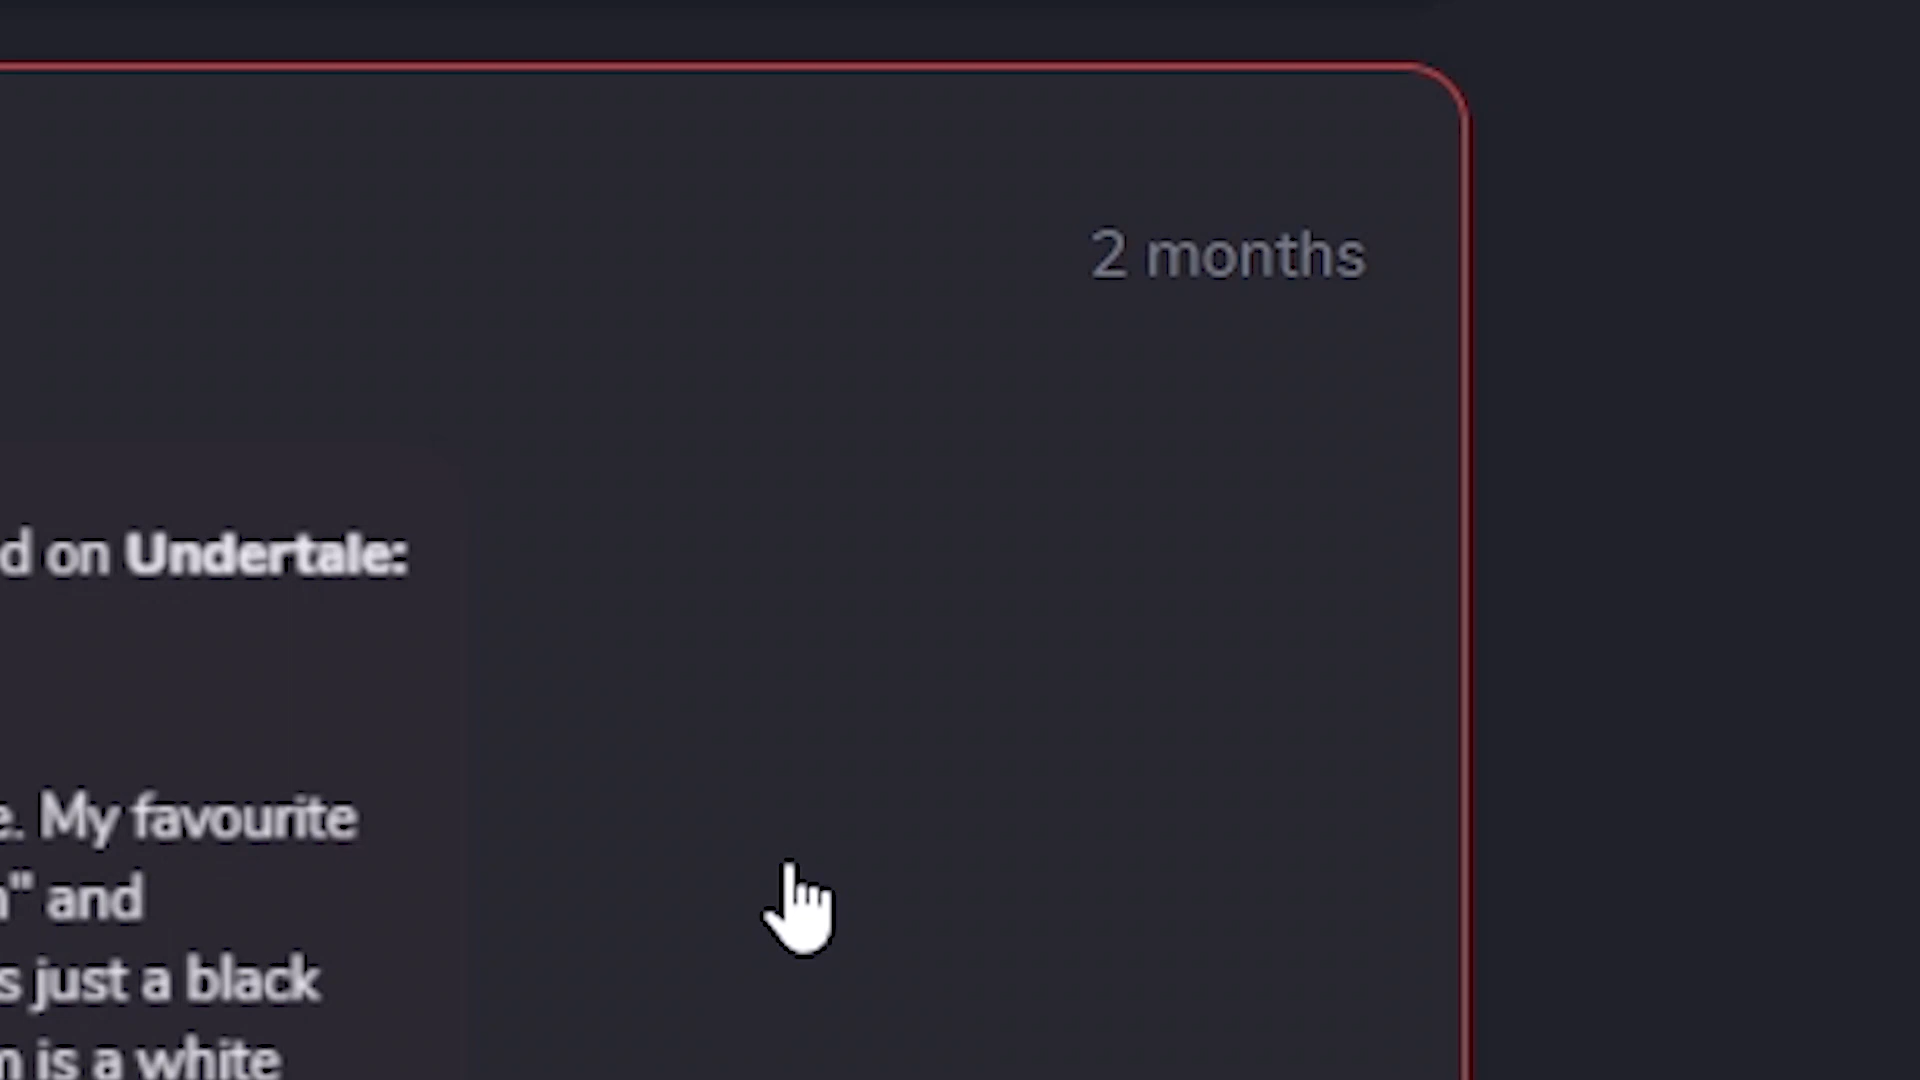 2 months
d on Undertale:
e. My favourite
n" and
s just a black
n is a white